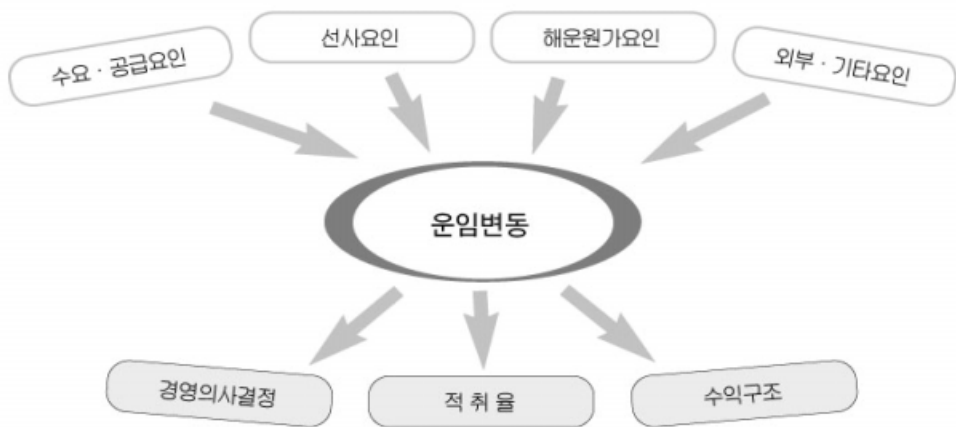 수요 · 공급요인
선사요인
해운원가요인
외부 · 기타요인
운임변동
경영의사결정
적 취 율
수익구조